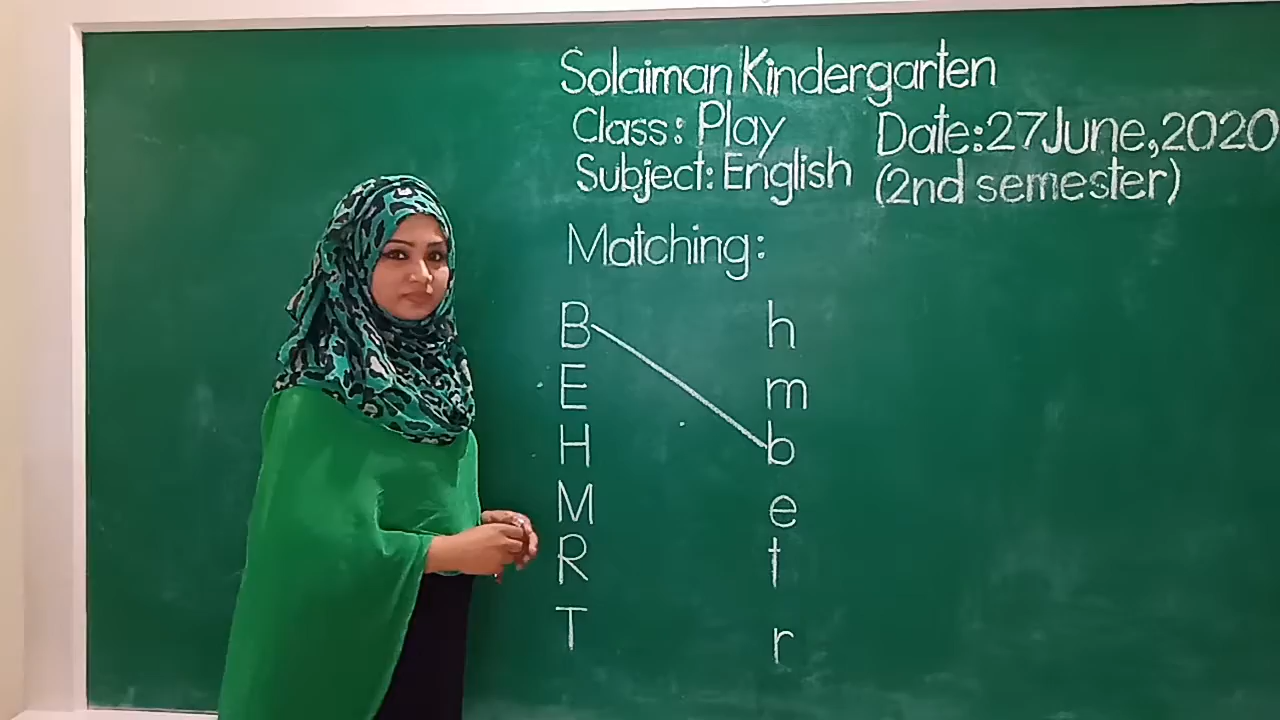 Solaiman Kindergarten
Class: Play Date:27June,2020
Subject: English (2nd semester)
Matching:
B h
E m
H b
M e
R t
T r